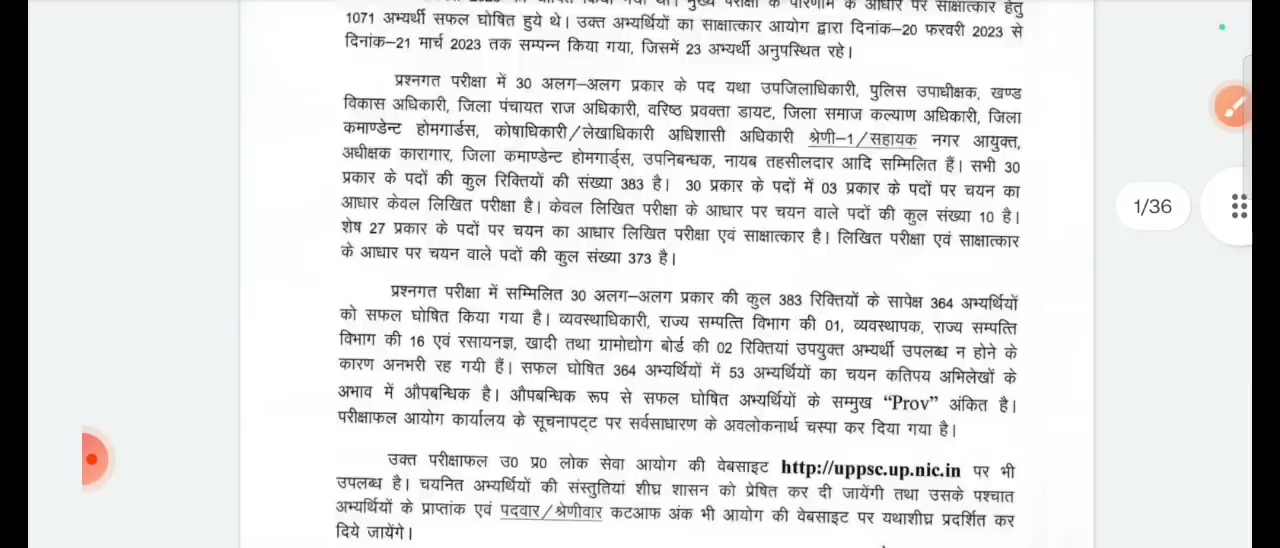 2023 को घोषित किया गया था। मुख्य परीक्षा के परिणाम के आधार पर साक्षात्कार हेतु
1071 अभ्यर्थी सफल घोषित हुये थे। उक्त अभ्यर्थियों का साक्षात्कार आयोग द्वारा दिनांक–20 फरवरी 2023 से
दिनांक–21 मार्च 2023 तक सम्पन्न किया गया, जिसमें 23 अभ्यर्थी अनुपस्थित रहे।
प्रश्नगत परीक्षा में 30 अलग–अलग प्रकार के पद यथा उपजिलाधिकारी, पुलिस उपाधीक्षक, खण्ड
विकास अधिकारी, जिला पंचायत राज अधिकारी, वरिष्ठ प्रवक्ता डायट, जिला समाज कल्याण अधिकारी, जिला
कमाण्डेन्ट होमगार्डस, कोषाधिकारी/लेखाधिकारी अधिशासी अधिकारी श्रेणी–1/सहायक नगर आयुक्त,
अधीक्षक कारागार, जिला कमाण्डेन्ट होमगार्ड्स, उपनिबन्धक, नायब तहसीलदार आदि सम्मिलित हैं। सभी 30
प्रकार के पदों की कुल रिक्तियों की संख्या 383 है। 30 प्रकार के पदों में 03 प्रकार के पदों पर चयन का
आधार केवल लिखित परीक्षा है। केवल लिखित परीक्षा के आधार पर चयन वाले पदों की कुल संख्या 10 है।
शेष 27 प्रकार के पदों पर चयन का आधार लिखित परीक्षा एवं साक्षात्कार है। लिखित परीक्षा एवं साक्षात्कार
के आधार पर चयन वाले पदों की कुल संख्या 373 है।
1/36
प्रश्नगत परीक्षा में सम्मिलित 30 अलग–अलग प्रकार की कुल 383 रिक्तियों के सापेक्ष 364 अभ्यर्थियों
को सफल घोषित किया गया है। व्यवस्थाधिकारी, राज्य सम्पत्ति विभाग की 01, व्यवस्थापक, राज्य सम्पत्ति
विभाग की 16 एवं रसायनज्ञ, खादी तथा ग्रामोद्योग बोर्ड की 02 रिक्तियां उपयुक्त अभ्यर्थी उपलब्ध न होने के
कारण अनभरी रह गयी हैं। सफल घोषित 364 अभ्यर्थियों में 53 अभ्यर्थियों का चयन कतिपय अभिलेखों के
अभाव में औपबन्धिक है। औपबन्धिक रूप से सफल घोषित अभ्यर्थियों के सम्मुख “Prov” अंकित है।
परीक्षाफल आयोग कार्यालय के सूचनापट्ट पर सर्वसाधारण के अवलोकनार्थ चस्पा कर दिया गया है।
उक्त परीक्षाफल उ0 प्र0 लोक सेवा आयोग की वेबसाइट http://uppsc.up.nic.in पर भी
उपलब्ध है। चयनित अभ्यर्थियों की संस्तुतियां शीघ्र शासन को प्रेषित कर दी जायेंगी तथा उसके पश्चात
अभ्यर्थियों के प्राप्तांक एवं पदवार/श्रेणीवार कटआफ अंक भी आयोग की वेबसाइट पर यथाशीघ्र प्रदर्शित कर
दिये जायेंगे।